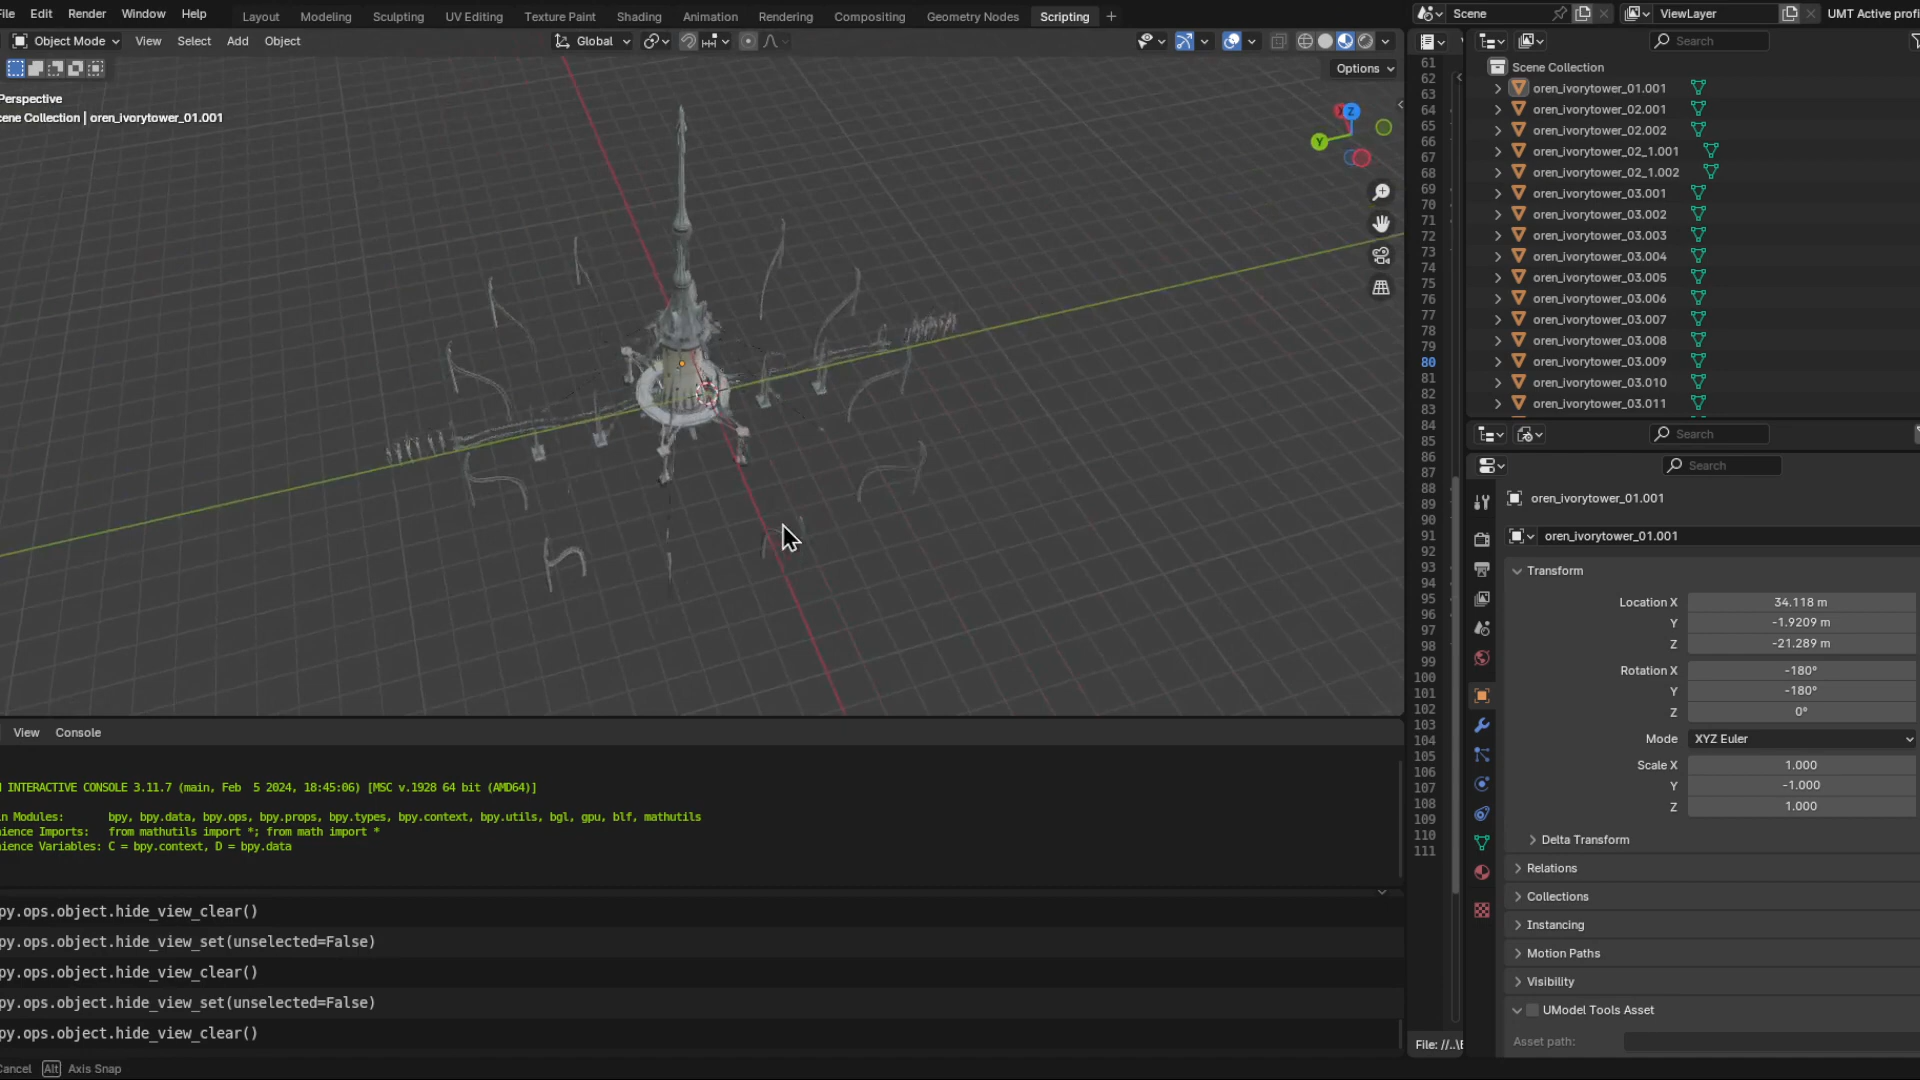 File Edit Render Window Help Layout Modeling Sculpting UV Editing Texture Paint Shading Animation Rendering Compositing Geometry Nodes Scripting +
Scene ViewLayer UMT Active profi
Object Mode View Select Add Object Global
Search
Options
Perspective
cene Collection | oren_ivorytower_01.001
X
Y
Z
61
62
63
64
65
66
67
68
69
70
71
72
73
74
75
76
77
78
79
80
81
82
83
84
85
86
87
88
89
90
91
92
93
94
95
96
97
98
99
100
101
102
103
104
105
106
107
108
109
110
111
File: //..\E
Scene Collection
oren_ivorytower_01.001
oren_ivorytower_02.001
oren_ivorytower_02.002
oren_ivorytower_02_1.001
oren_ivorytower_02_1.002
oren_ivorytower_03.001
oren_ivorytower_03.002
oren_ivorytower_03.003
oren_ivorytower_03.004
oren_ivorytower_03.005
oren_ivorytower_03.006
oren_ivorytower_03.007
oren_ivorytower_03.008
oren_ivorytower_03.009
oren_ivorytower_03.010
oren_ivorytower_03.011
Search
Search
oren_ivorytower_01.001
oren_ivorytower_01.001
Transform
Location X 34.118 m
Y -1.9209 m
Z -21.289 m
Rotation X -180°
Y -180°
Z 0°
Mode XYZ Euler
Scale X 1.000
Y -1.000
Z 1.000
Delta Transform
Relations
Collections
Instancing
Motion Paths
Visibility
UModel Tools Asset
Asset path:
View Console
INTERACTIVE CONSOLE 3.11.7 (main, Feb 5 2024, 18:45:06) [MSC v.1928 64 bit (AMD64)]
n Modules: bpy, bpy.data, bpy.ops, bpy.props, bpy.types, bpy.context, bpy.utils, bgl, gpu, blf, mathutils
ience Imports: from mathutils import *; from math import *
ience Variables: C = bpy.context, D = bpy.data
py.ops.object.hide_view_clear()
py.ops.object.hide_view_set(unselected=False)
py.ops.object.hide_view_clear()
py.ops.object.hide_view_set(unselected=False)
py.ops.object.hide_view_clear()
Cancel Alt Axis Snap